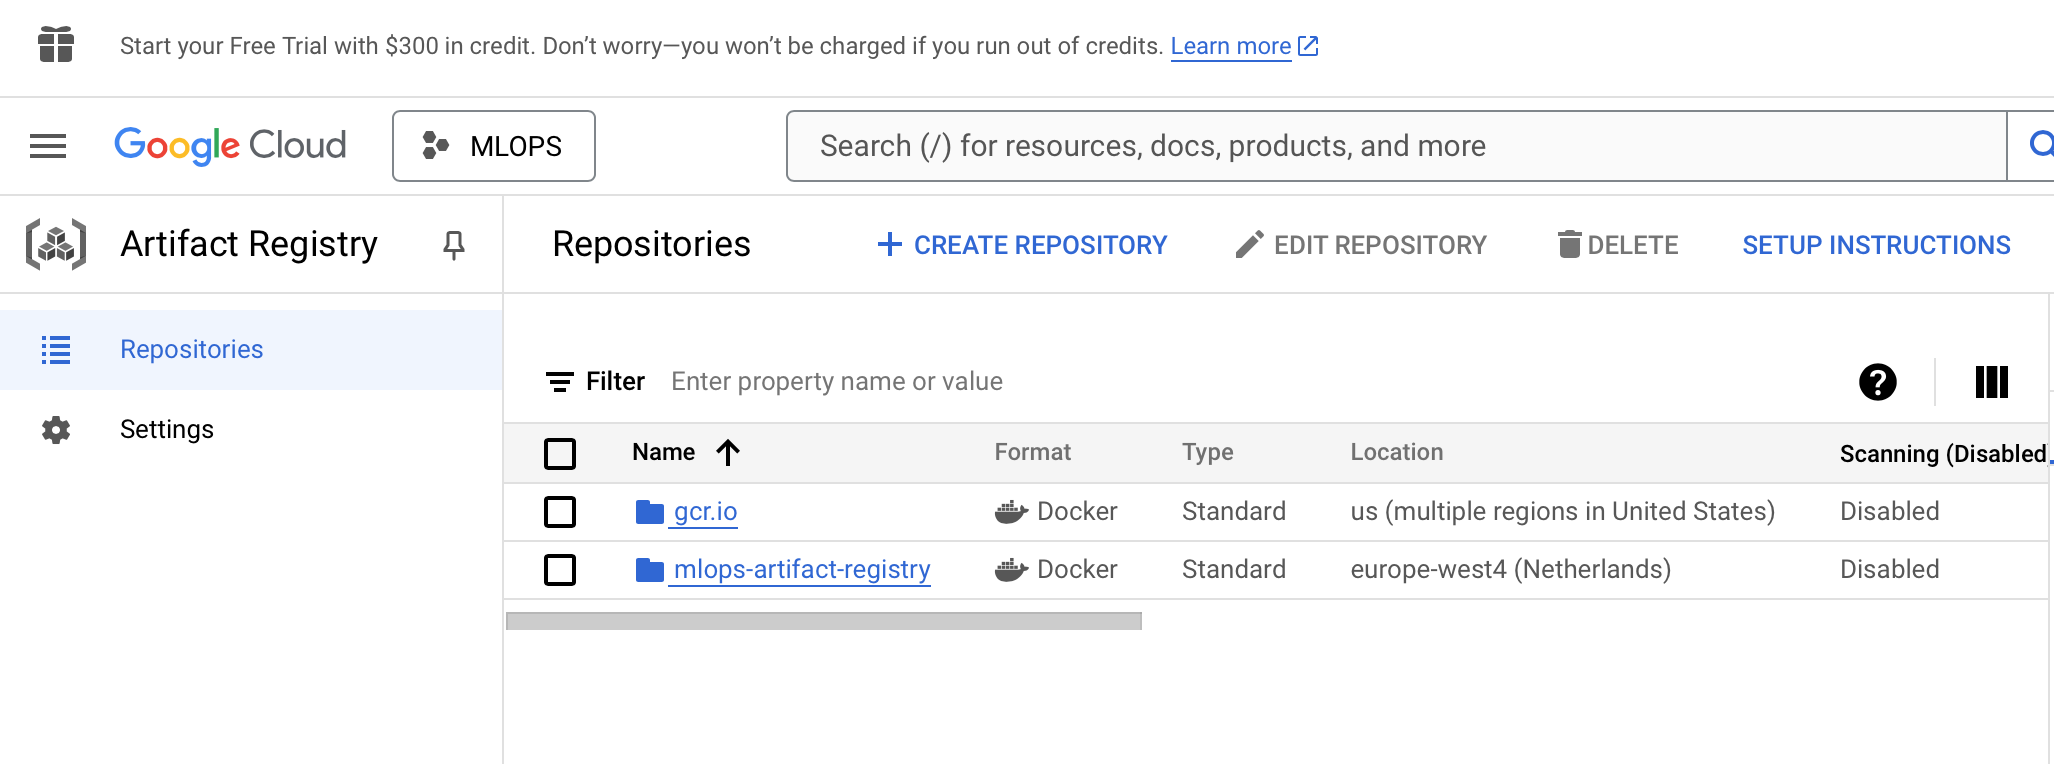 Start your Free Trial with $300 in credit. Don’t worry—you won’t be charged if you run out of credits. Learn more
Google Cloud
MLOPS
Search (/) for resources, docs, products, and more
Artifact Registry
Repositories
CREATE REPOSITORY
EDIT REPOSITORY
DELETE
SETUP INSTRUCTIONS
Repositories
Settings
Filter Enter property name or value
Name Format Type Location Scanning (Disabled
gcr.io Docker Standard us (multiple regions in United States) Disabled
mlops-artifact-registry Docker Standard europe-west4 (Netherlands) Disabled